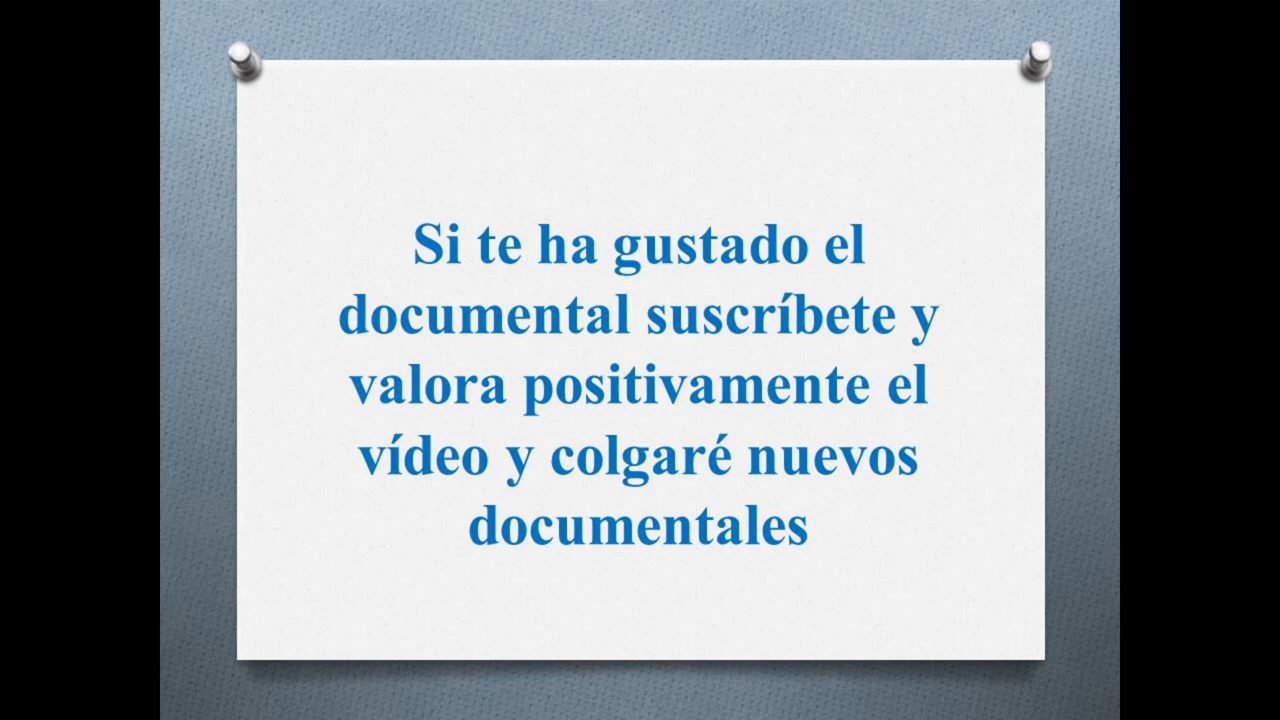 Si te ha gustado el
documental suscríbete y
valora positivamente el
vídeo y colgaré nuevos
documentales